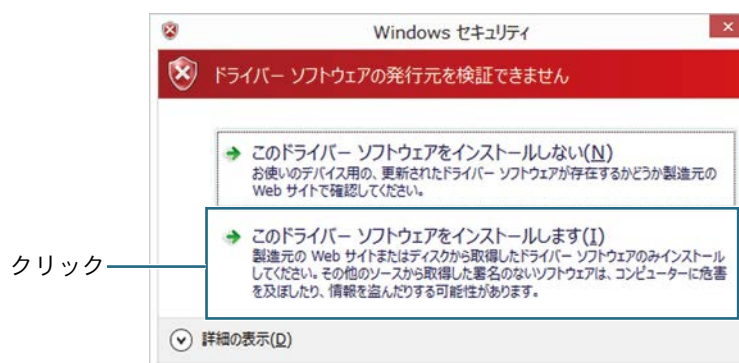 Windows セキュリティ
ドライバー ソフトウェアの発行元を検証できません
このドライバー ソフトウェアをインストールしない(N)
お使いのデバイス用の、更新されたドライバー ソフトウェアが存在するかどうか製造元の
Web サイトで確認してください。
このドライバー ソフトウェアをインストールします(I)
製造元の Web サイトまたはディスクから取得したドライバー ソフトウェアのみインストール
してください。その他のソースから取得した署名のないソフトウェアは、コンピューターに危害
を及ぼしたり、情報を盗んだりする可能性があります。
クリック
詳細の表示(D)